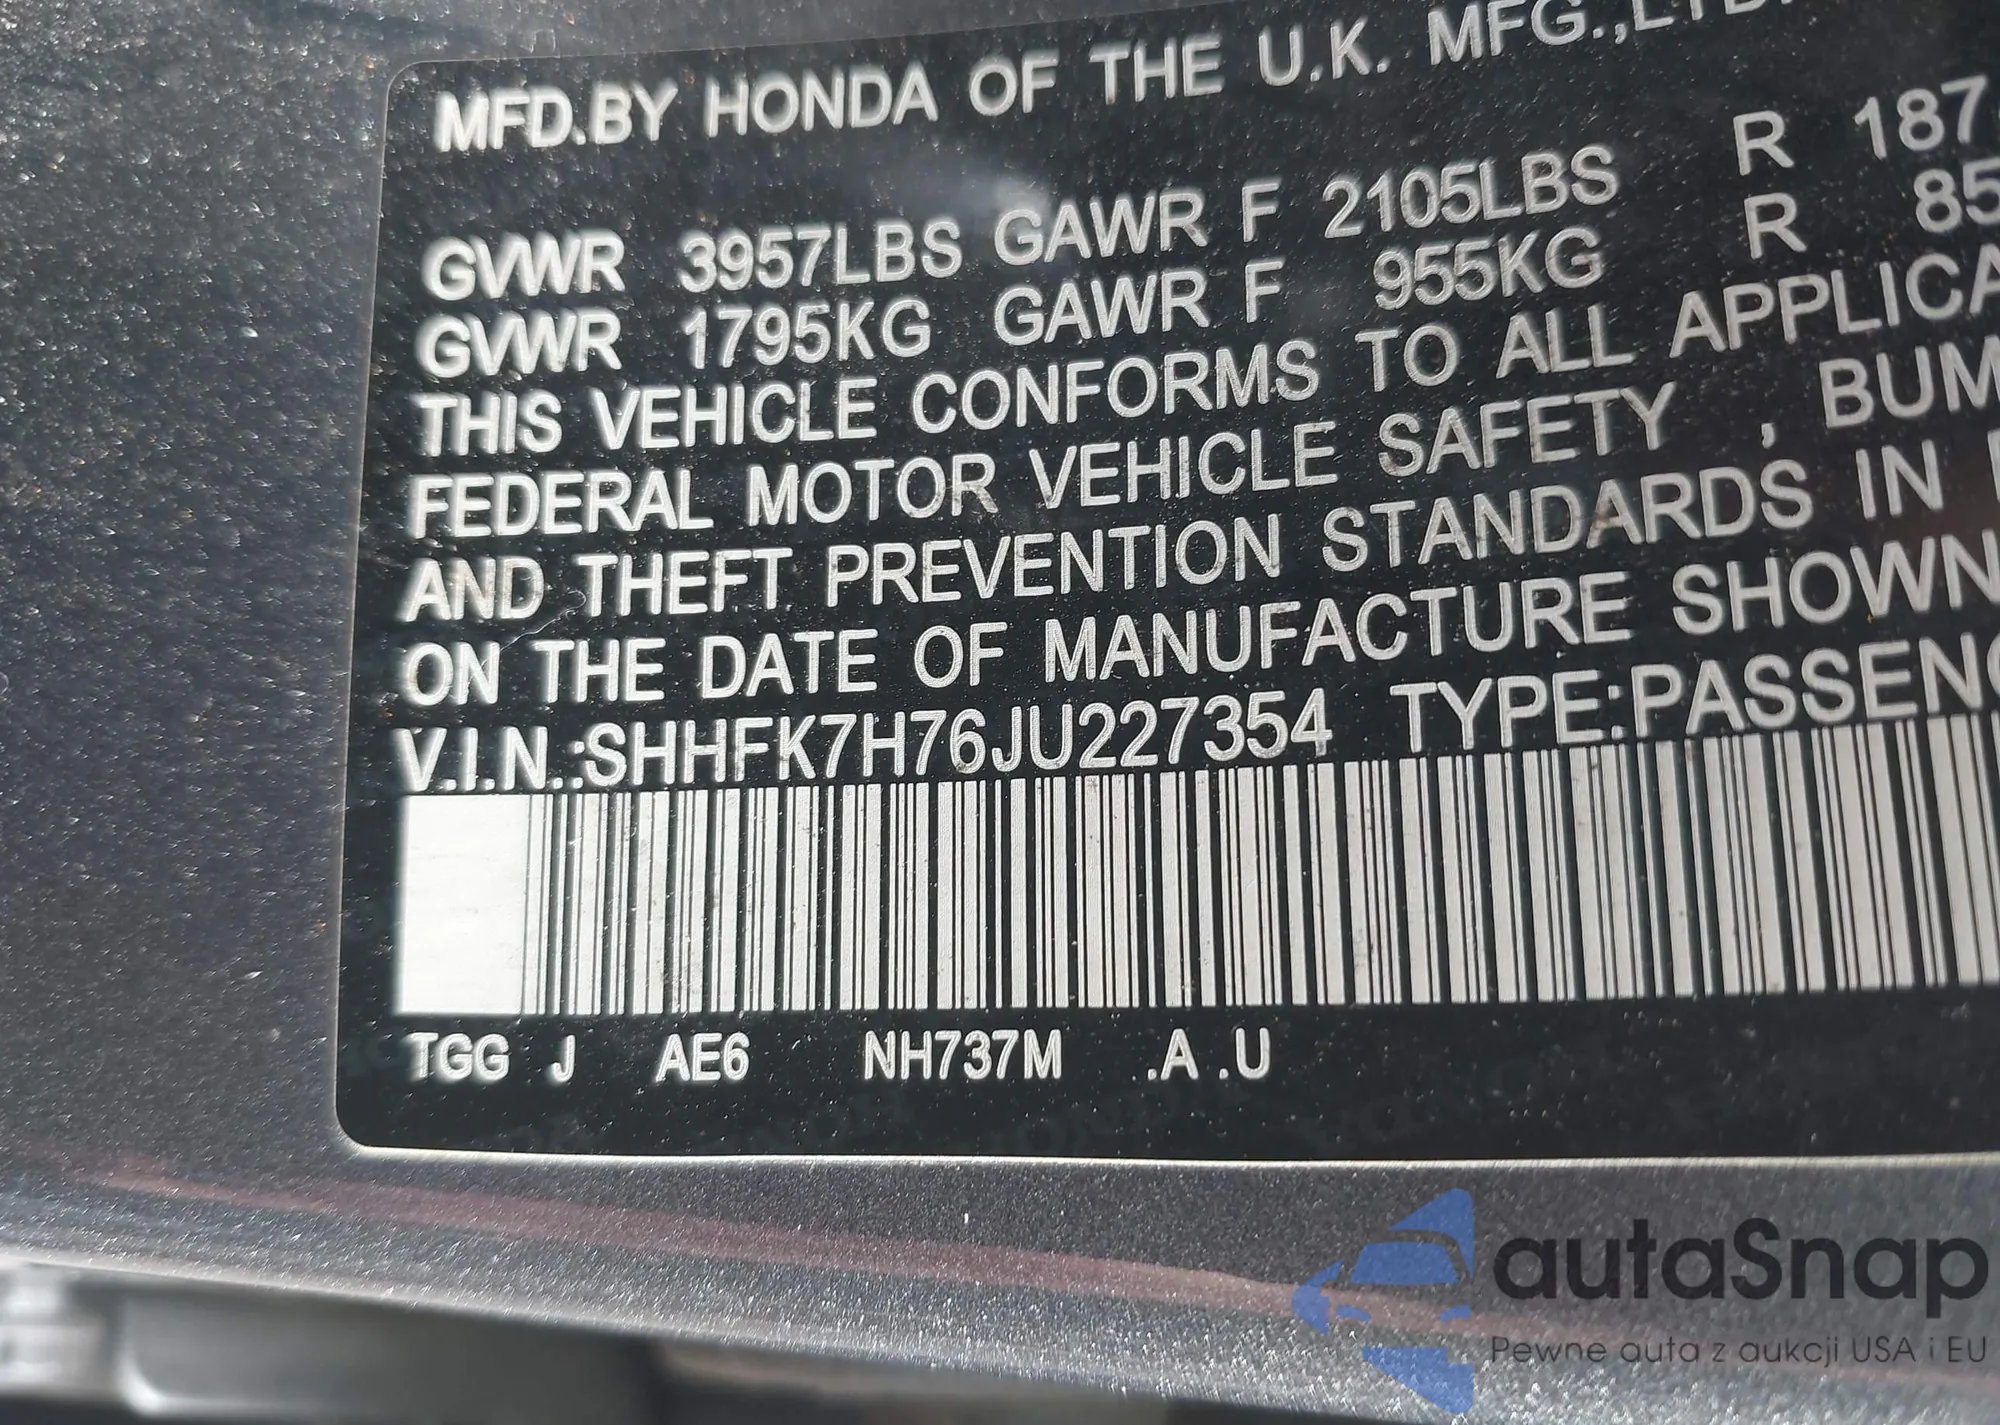 MFD.BY HONDA OF THE U.K. MFG.,LTD.
GVWR 3957LBS GAWR F 2105LBS R 187
GVWR 1795KG GAWR F 955KG R 85
THIS VEHICLE CONFORMS TO ALL APPLICA
FEDERAL MOTOR VEHICLE SAFETY , BUM
AND THEFT PREVENTION STANDARDS IN
ON THE DATE OF MANUFACTURE SHOWN
V.I.N.:SHHFK7H76JU227354 TYPE:PASSENG
TGG J AE6 NH737M .A .U
autaSnap
Pewne auta z aukcji USA i EU